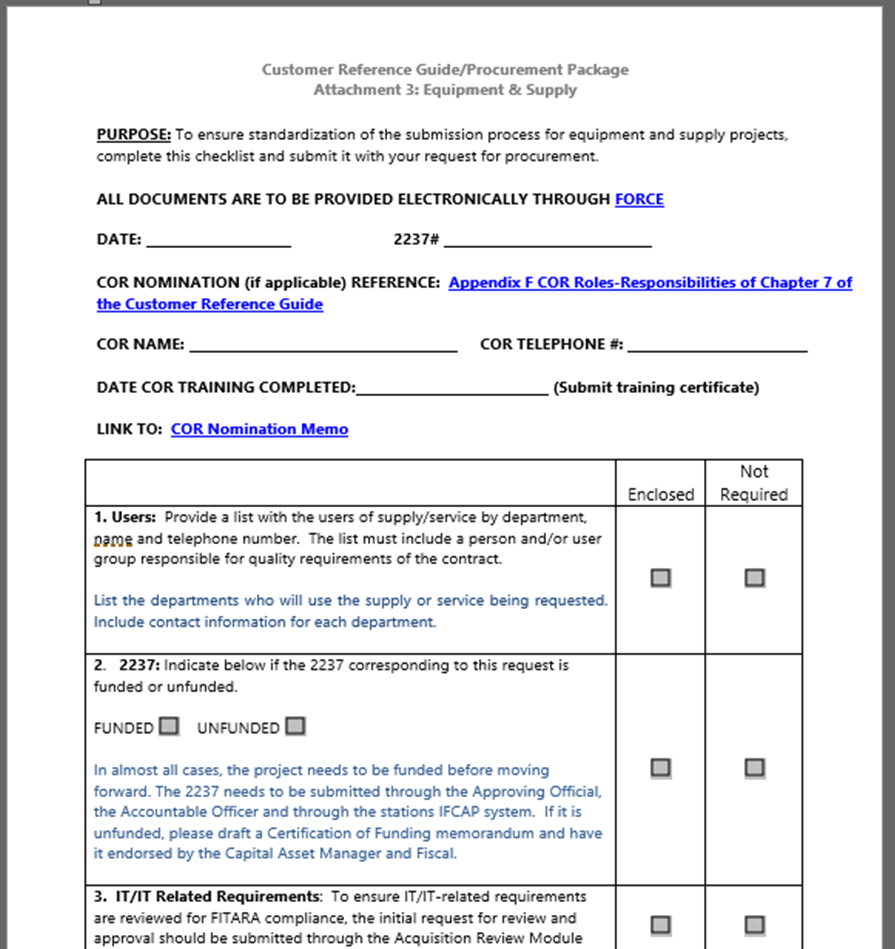 Customer Reference Guide/Procurement Package
Attachment 3: Equipment & Supply
PURPOSE: To ensure standardization of the submission process for equipment and supply projects,
complete this checklist and submit it with your request for procurement.
ALL DOCUMENTS ARE TO BE PROVIDED ELECTRONICALLY THROUGH FORCE
DATE: __________________ 2237# __________________________
COR NOMINATION (if applicable) REFERENCE: Appendix F COR Roles-Responsibilities of Chapter 7 of
the Customer Reference Guide
COR NAME: _________________________________ COR TELEPHONE #: ______________________
DATE COR TRAINING COMPLETED:________________________ (Submit training certificate)
LINK TO: COR Nomination Memo
Not
Enclosed Required
1. Users: Provide a list with the users of supply/service by department,
name and telephone number. The list must include a person and/or user
group responsible for quality requirements of the contract.
List the departments who will use the supply or service being requested.
Include contact information for each department.
2. 2237: Indicate below if the 2237 corresponding to this request is
funded or unfunded.
FUNDED UNFUNDED
In almost all cases, the project needs to be funded before moving
forward. The 2237 needs to be submitted through the Approving Official,
the Accountable Officer and through the stations IFCAP system. If it is
unfunded, please draft a Certification of Funding memorandum and have
it endorsed by the Capital Asset Manager and Fiscal.
3. IT/IT Related Requirements: To ensure IT/IT-related requirements
are reviewed for FITARA compliance, the initial request for review and
approval should be submitted through the Acquisition Review Module